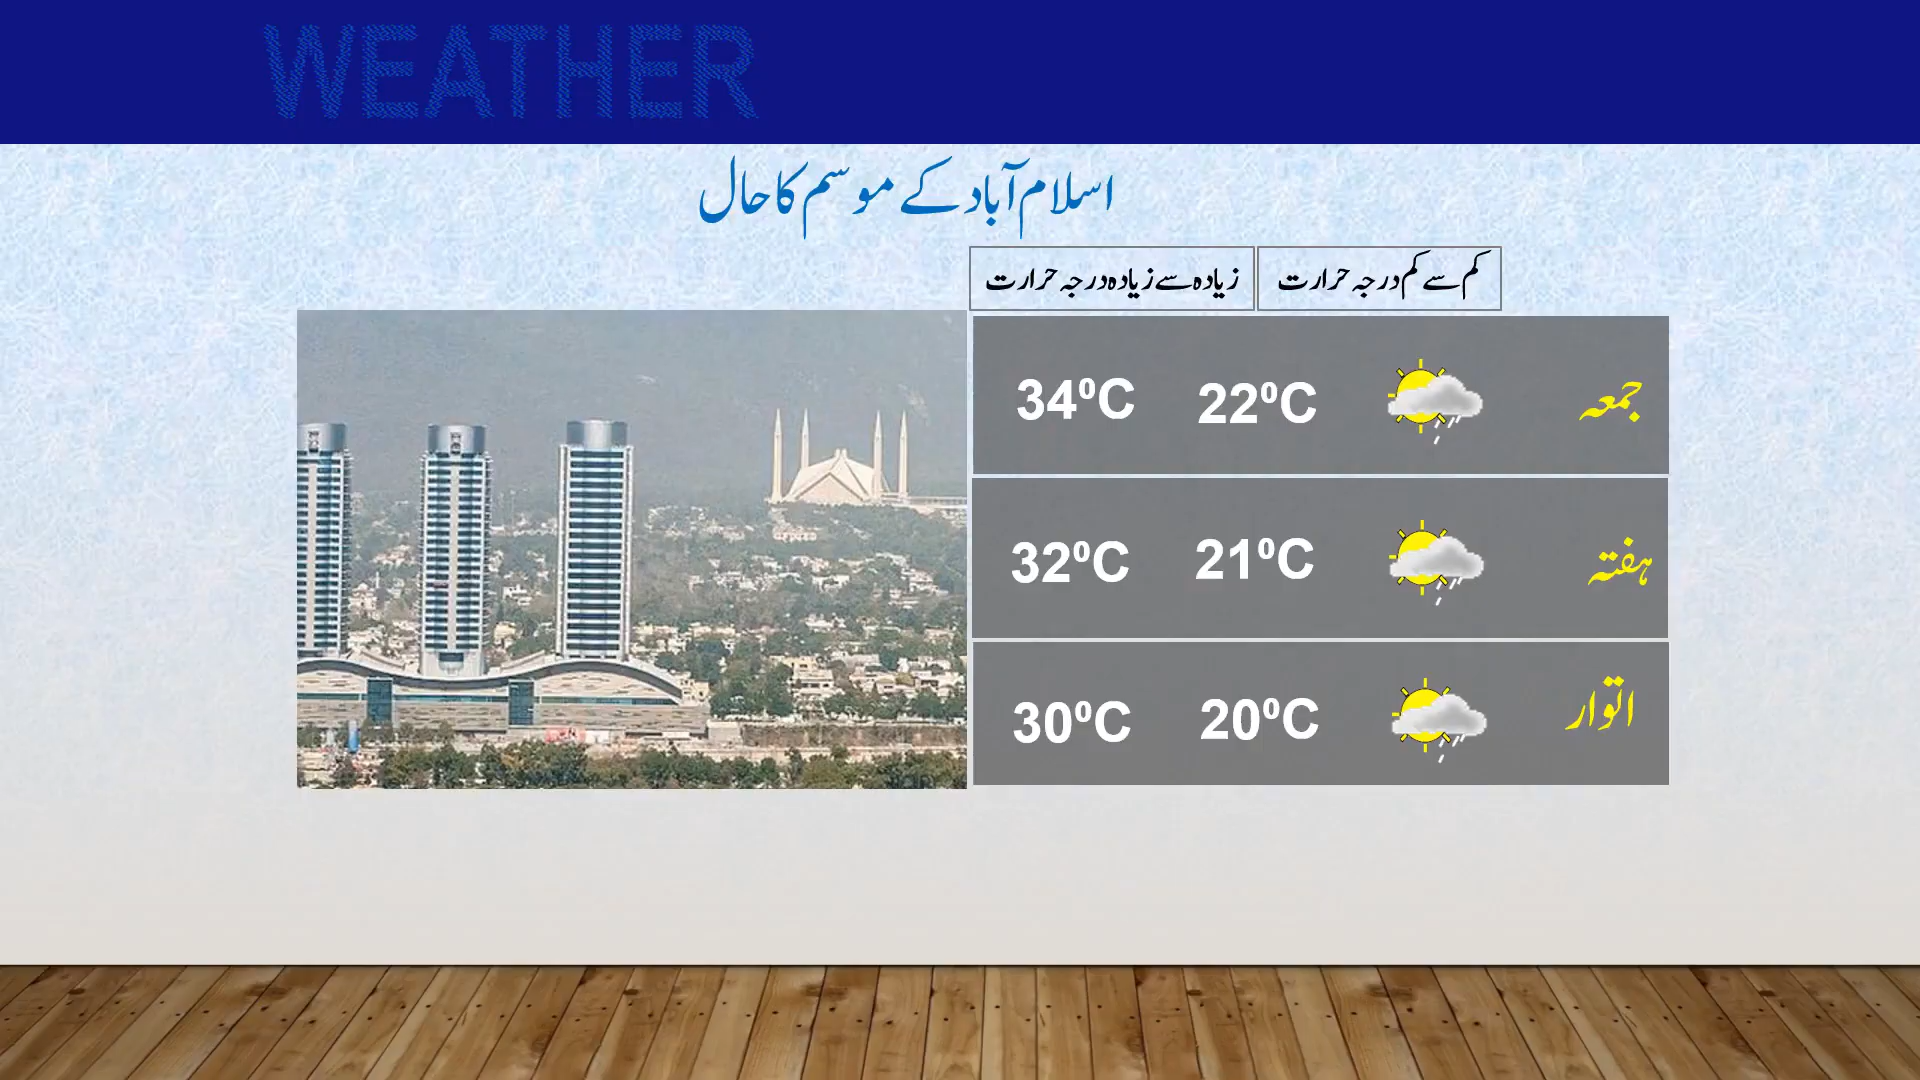 WEATHER
اسلام آباد کے موسم کا حال
کم سے کم درجہ حرارت زیادہ سے زیادہ درجہ حرارت
جمعہ 22⁰C 34⁰C
ہفتہ 21⁰C 32⁰C
اتوار 20⁰C 30⁰C